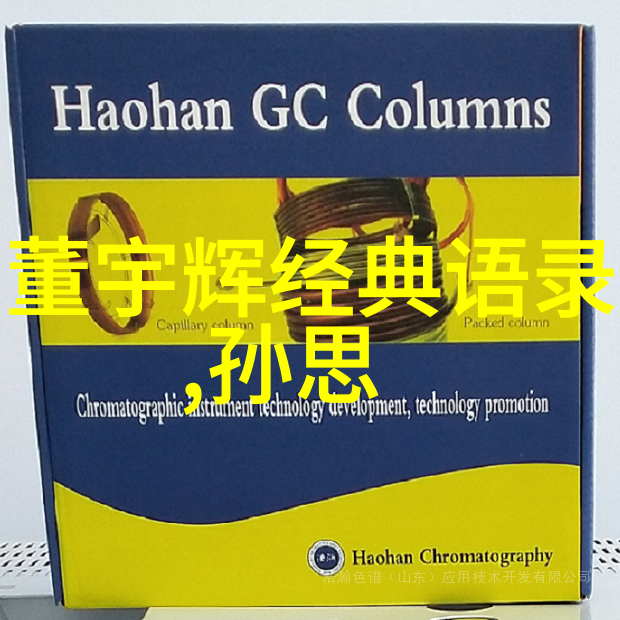 Haohan GC Columns
董宇辉经典语录
Capillary column
Packed column
,孙思
Chromatographic instrument technology development, technology promotion
Haohan Chromatography
浩瀚色谱（山东）应用技术开发有限公司